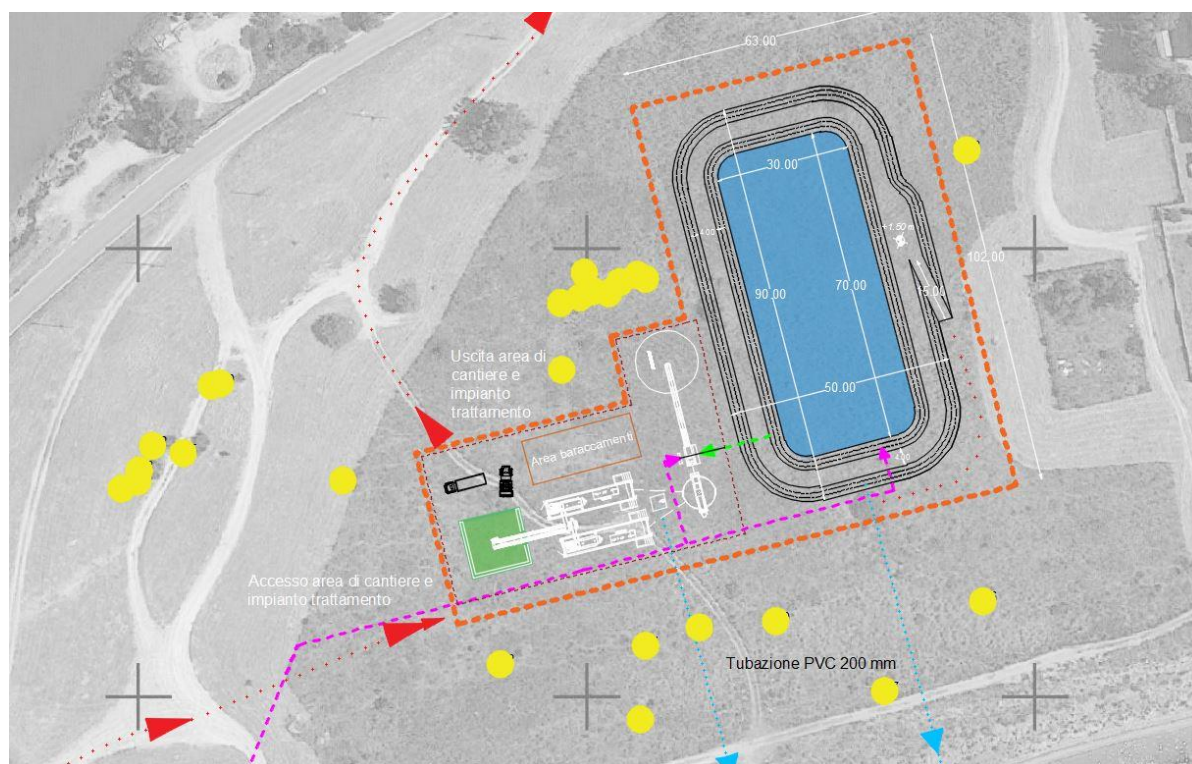 63.00
30.00
4.00
+1.50 m
102.00
90.00
70.00
15.00
Uscita area di
cantiere e
impianto
trattamento
50.00
Area baraccamenti
4.00
Accesso area di cantiere e
impianto trattamento
Tubazione PVC 200 mm